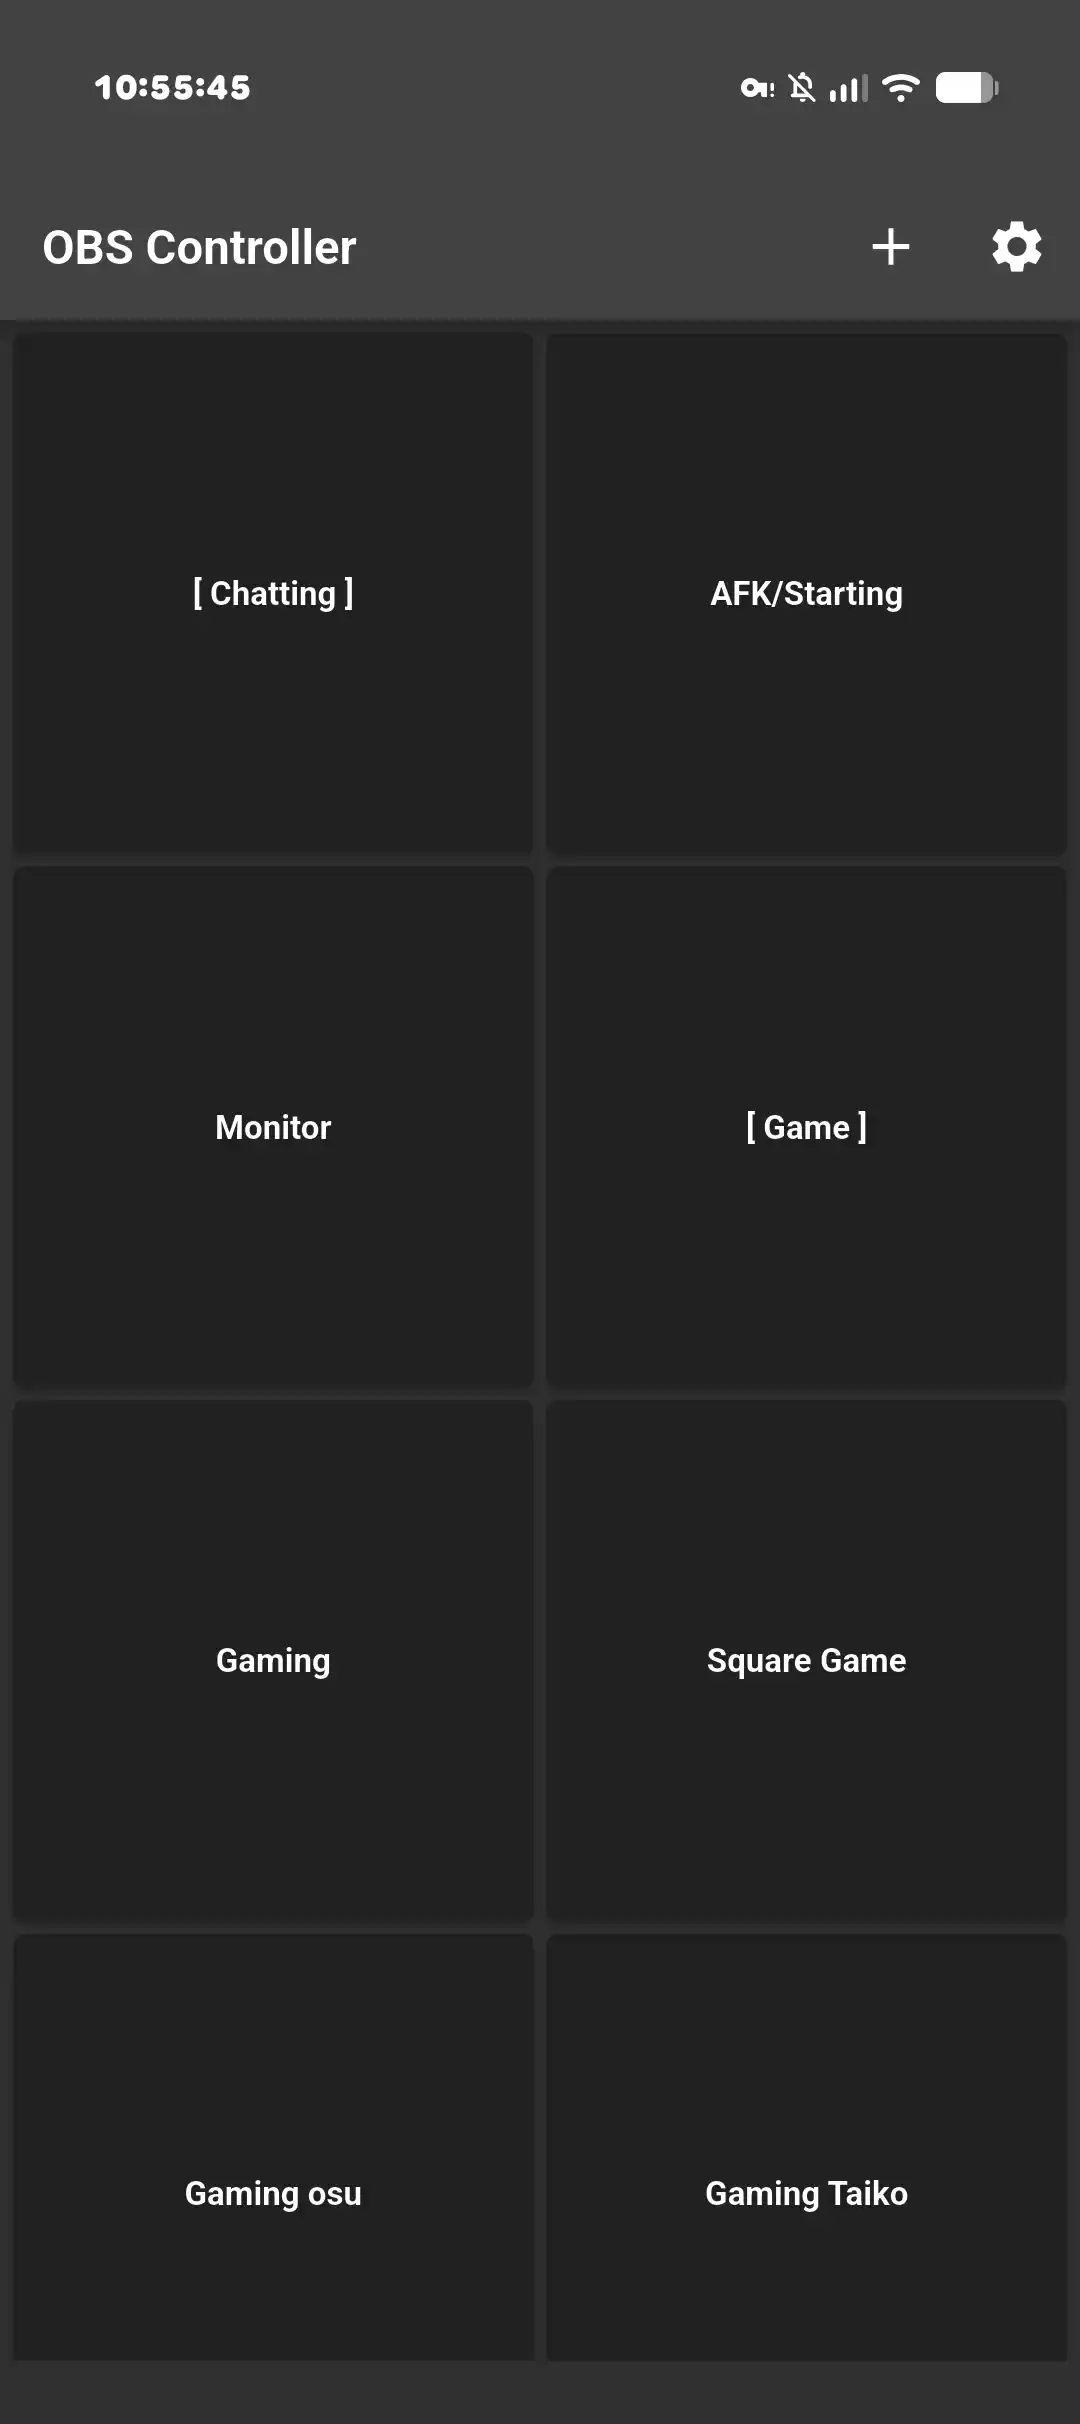 10:55:45
OBS Controller
[ Chatting ]
AFK/Starting
Monitor
[ Game ]
Gaming
Square Game
Gaming osu
Gaming Taiko